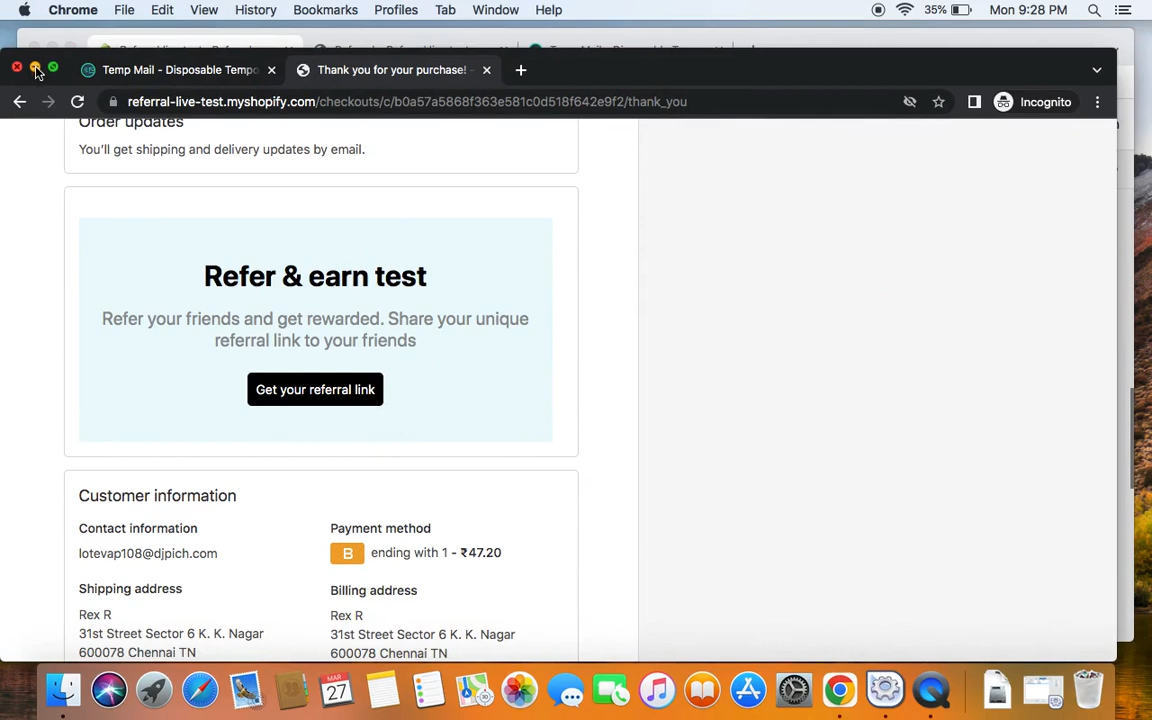 Chrome File Edit View History Bookmarks Profiles Tab Window Help 35% Mon 9:28 PM
Temp Mail - Disposable Tempo
Thank you for your purchase! -
referral-live-test.myshopify.com/checkouts/c/b0a57a5868f363e581c0d518f642e9f2/thank_you
Incognito
Order updates
You'll get shipping and delivery updates by email.
Refer & earn test
Refer your friends and get rewarded. Share your unique
referral link to your friends
Get your referral link
Customer information
Contact information
lotevap108@djpich.com
Payment method
B ending with 1 - ₹47.20
Shipping address
Rex R
31st Street Sector 6 K. K. Nagar
600078 Chennai TN
Billing address
Rex R
31st Street Sector 6 K. K. Nagar
600078 Chennai TN
MAR
27